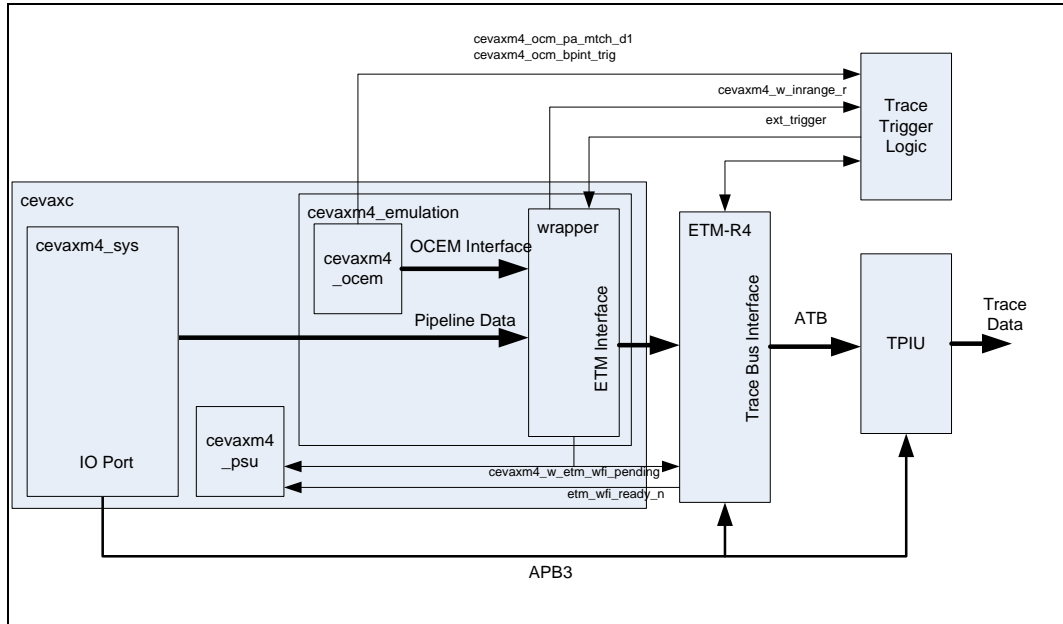 cevaxm4_ocm_pa_mtch_d1
cevaxm4_ocm_bpint_trig
cevaxm4_w_inrange_r
ext_trigger
Trace
Trigger
Logic
cevaxc
cevaxm4_emulation
cevaxm4_sys
wrapper
ETM-R4
OCEM Interface
cevaxm4
_ocem
Pipeline Data
ETM Interface
Trace Bus Interface
ATB
TPIU
Trace
Data
cevaxm4
_psu
IO Port
cevaxm4_w_etm_wfi_pending
etm_wfi_ready_n
APB3